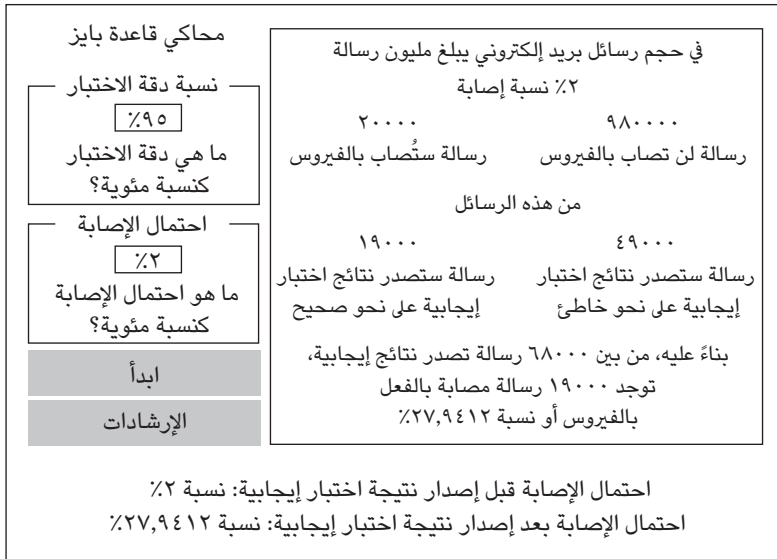 محاكي قاعدة بايز
نسبة دقة الاختبار
٩٥٪
ما هي دقة الاختبار
كنسبة مئوية؟
احتمال الإصابة
٢٪
ما هو احتمال الإصابة
كنسبة مئوية؟
ابدأ
الإرشادات
في حجم رسائل بريد إلكتروني يبلغ مليون رسالة
٢٪ نسبة إصابة
٩٨٠٠٠٠
رسالة لن تصاب بالفيروس
٢٠٠٠٠
رسالة ستُصاب بالفيروس
من هذه الرسائل
٤٩٠٠٠
رسالة ستصدر نتائج اختبار
إيجابية على نحو خاطئ
١٩٠٠٠
رسالة ستصدر نتائج اختبار
إيجابية على نحو صحيح
بناءً عليه، من بين ٦٨٠٠٠ رسالة تصدر نتائج إيجابية،
توجد ١٩٠٠٠ رسالة مصابة بالفعل
بالفيروس أو نسبة ٢٧,٩٤١٢٪
احتمال الإصابة قبل إصدار نتيجة اختبار إيجابية: نسبة ٢٪
احتمال الإصابة بعد إصدار نتيجة اختبار إيجابية: نسبة ٢٧,٩٤١٢٪